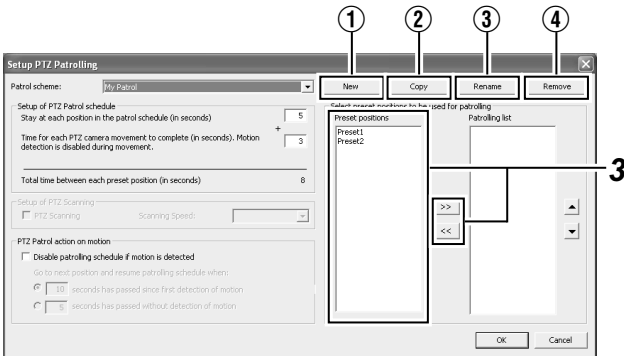 ① ② ③ ④
Setup PTZ Patrolling
Patrol scheme: My Patrol New Copy Rename Remove
Setup of PTZ Patrol schedule
Stay at each position in the patrol schedule (in seconds) 5
+
Time for each PTZ camera movement to complete (in seconds). Motion detection is disabled during movement. 3
Total time between each preset position (in seconds) 8
Setup of PTZ Scanning
PTZ Scanning Scanning Speed:
PTZ Patrol action on motion
Disable patrolling schedule if motion is detected
Go to next position and resume patrolling schedule when:
10 seconds has passed since first detection of motion
5 seconds has passed without detection of motion
Select preset positions to be used for patrolling
Preset positions Patrolling list
Preset1
Preset2
>>
<<
3
OK Cancel